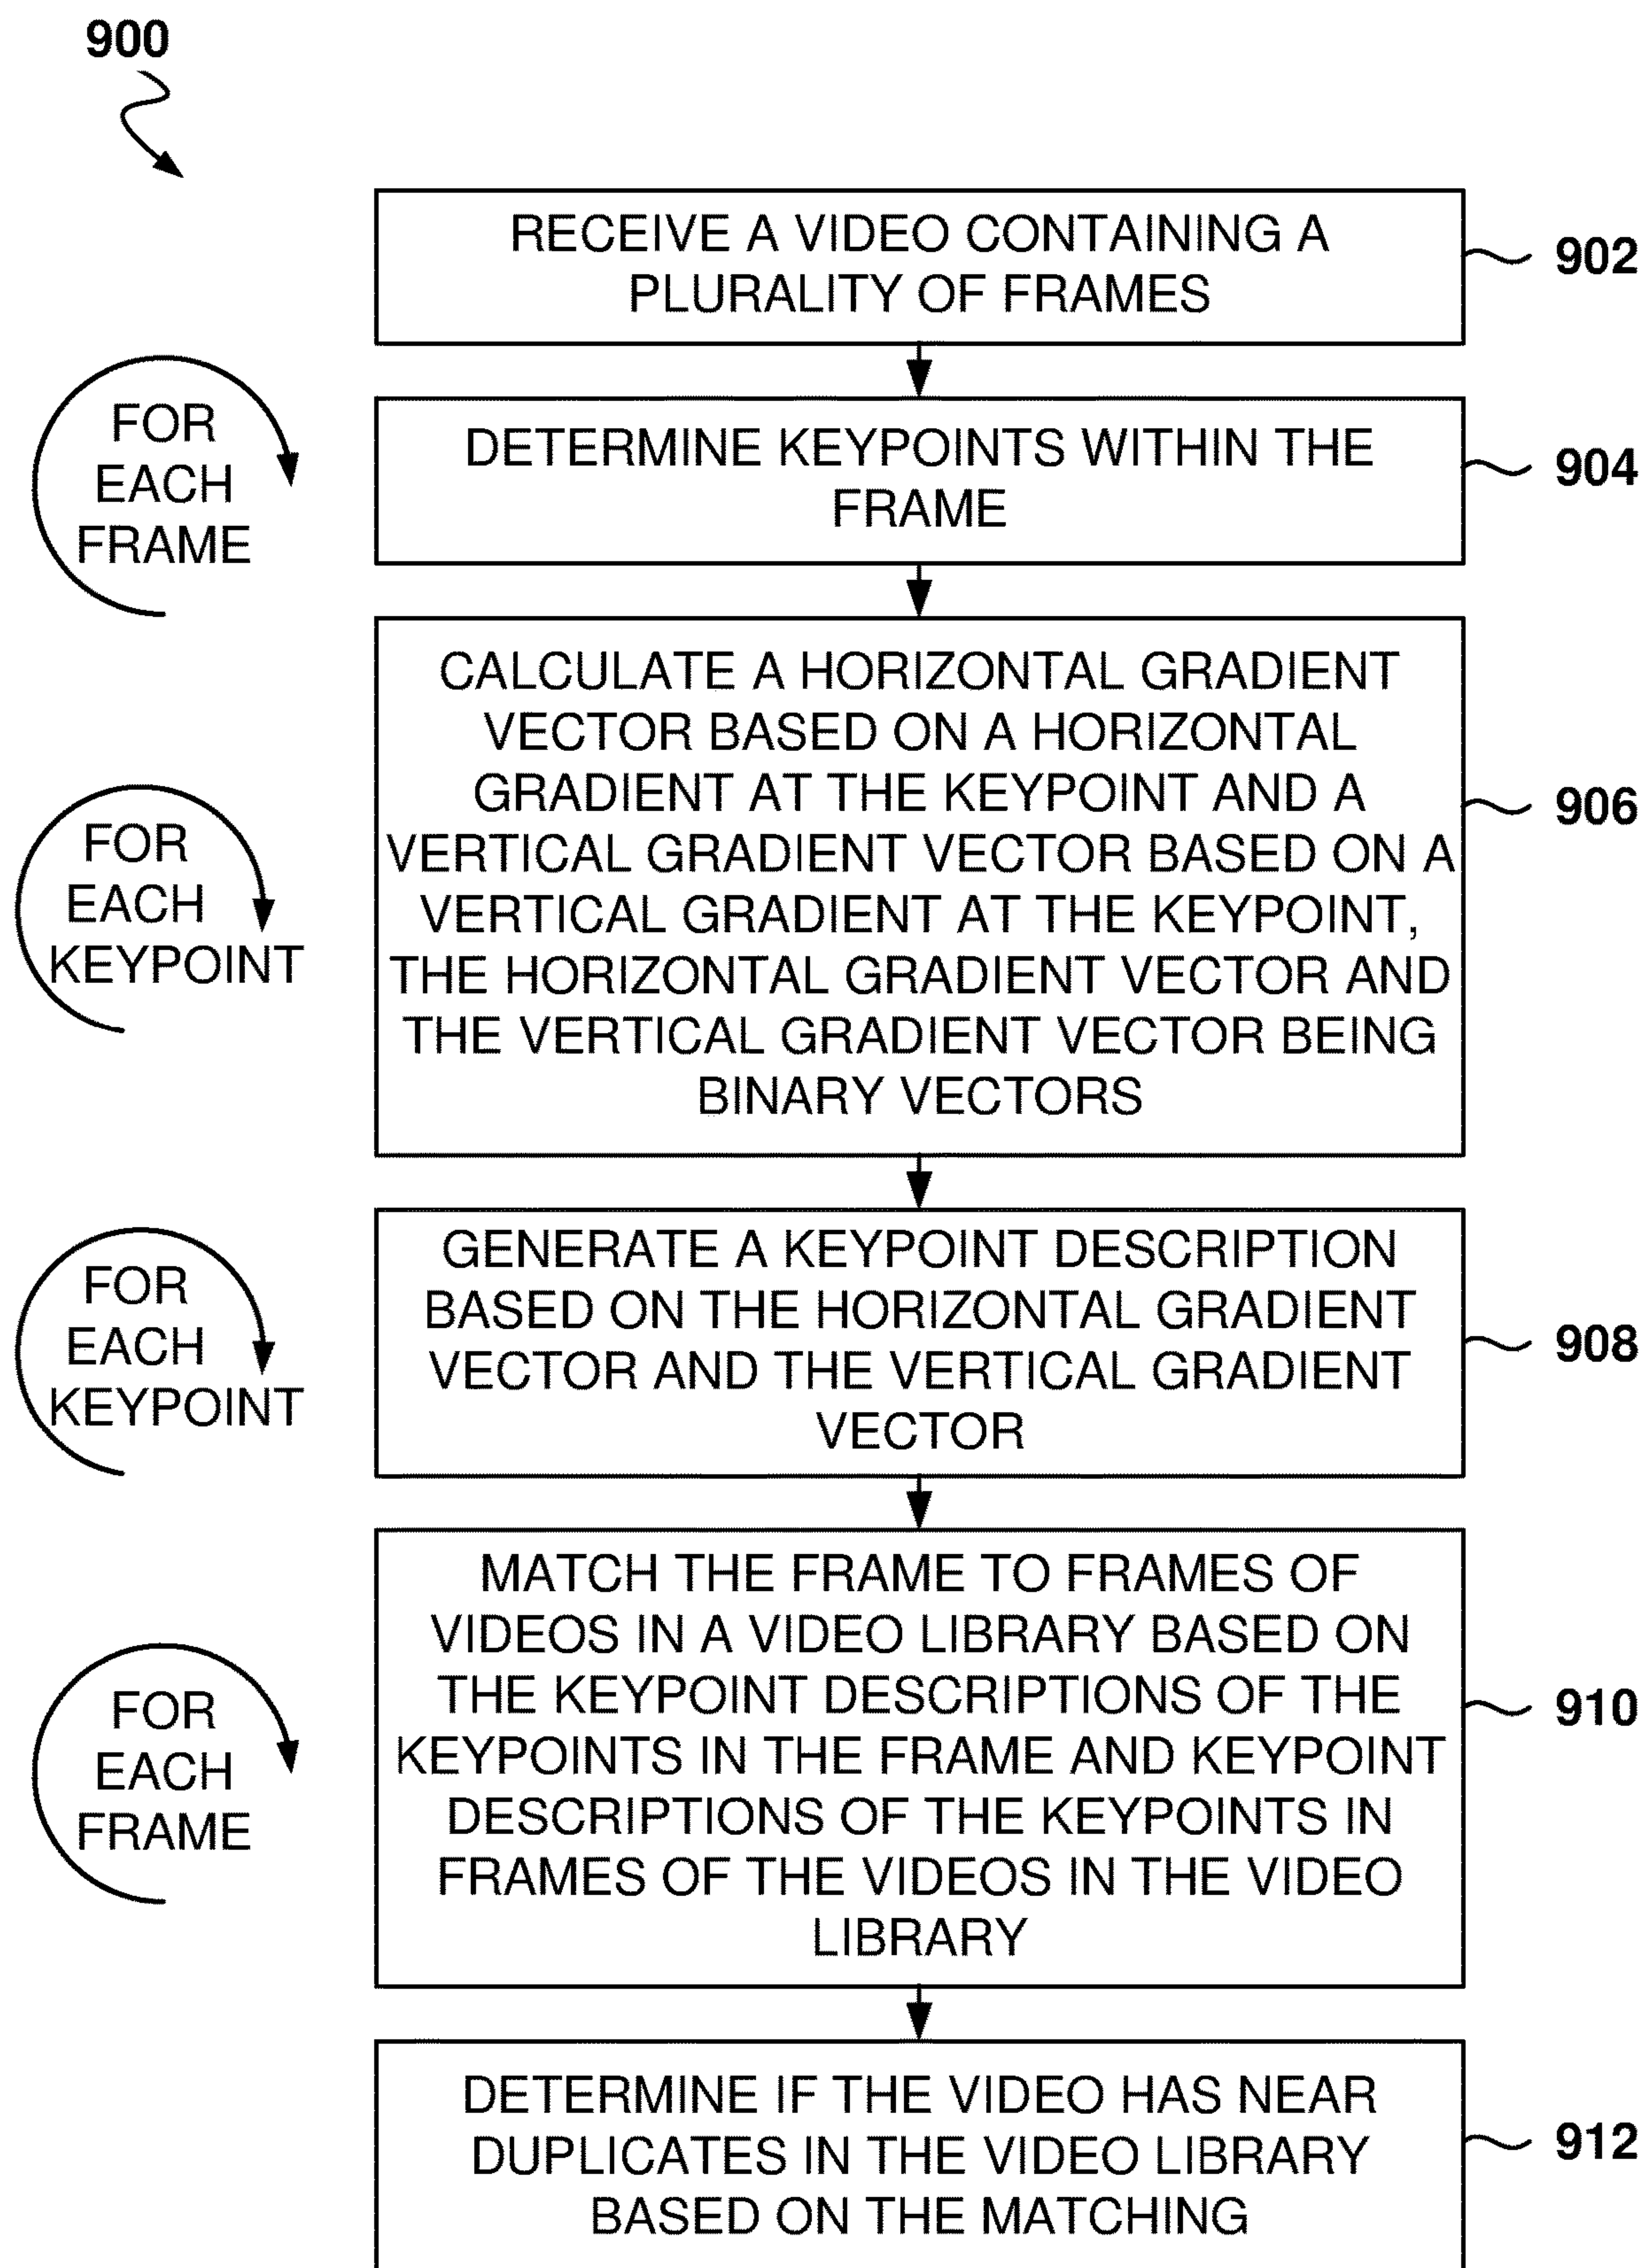 900
RECEIVE A VIDEO CONTAINING A
PLURALITY OF FRAMES
902
FOR
EACH
FRAME
DETERMINE KEYPOINTS WITHIN THE
FRAME
904
FOR
EACH
KEYPOINT
CALCULATE A HORIZONTAL GRADIENT
VECTOR BASED ON A HORIZONTAL
GRADIENT AT THE KEYPOINT AND A
VERTICAL GRADIENT VECTOR BASED ON A
VERTICAL GRADIENT AT THE KEYPOINT,
THE HORIZONTAL GRADIENT VECTOR AND
THE VERTICAL GRADIENT VECTOR BEING
BINARY VECTORS
906
FOR
EACH
KEYPOINT
GENERATE A KEYPOINT DESCRIPTION
BASED ON THE HORIZONTAL GRADIENT
VECTOR AND THE VERTICAL GRADIENT
VECTOR
908
FOR
EACH
FRAME
MATCH THE FRAME TO FRAMES OF
VIDEOS IN A VIDEO LIBRARY BASED ON
THE KEYPOINT DESCRIPTIONS OF THE
KEYPOINTS IN THE FRAME AND KEYPOINT
DESCRIPTIONS OF THE KEYPOINTS IN
FRAMES OF THE VIDEOS IN THE VIDEO
LIBRARY
910
DETERMINE IF THE VIDEO HAS NEAR
DUPLICATES IN THE VIDEO LIBRARY
BASED ON THE MATCHING
912